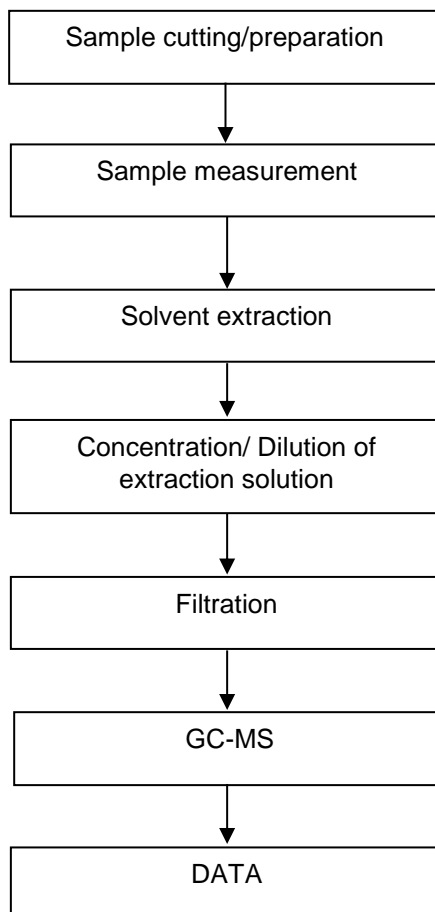 Sample cutting/preparation
Sample measurement
Solvent extraction
Concentration/ Dilution of
extraction solution
Filtration
GC-MS
DATA